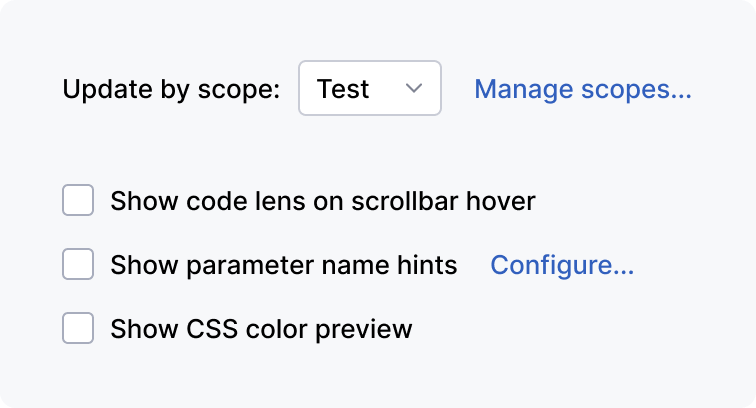 Update by scope: Test Manage scopes...
Show code lens on scrollbar hover
Show parameter name hints Configure...
Show CSS color preview